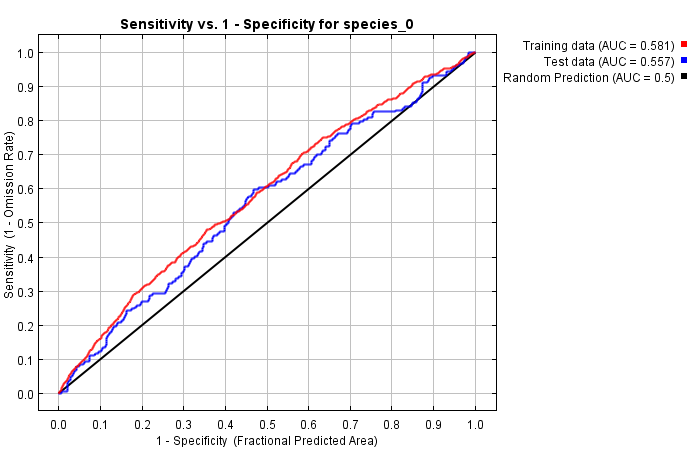 Sensitivity vs. 1 - Specificity for species_0
Training data (AUC = 0.581)
Test data (AUC = 0.557)
Random Prediction (AUC = 0.5)
Sensitivity (1 - Omission Rate)
1.0
0.9
0.8
0.7
0.6
0.5
0.4
0.3
0.2
0.1
0.0
0.0 0.1 0.2 0.3 0.4 0.5 0.6 0.7 0.8 0.9 1.0
1 - Specificity (Fractional Predicted Area)